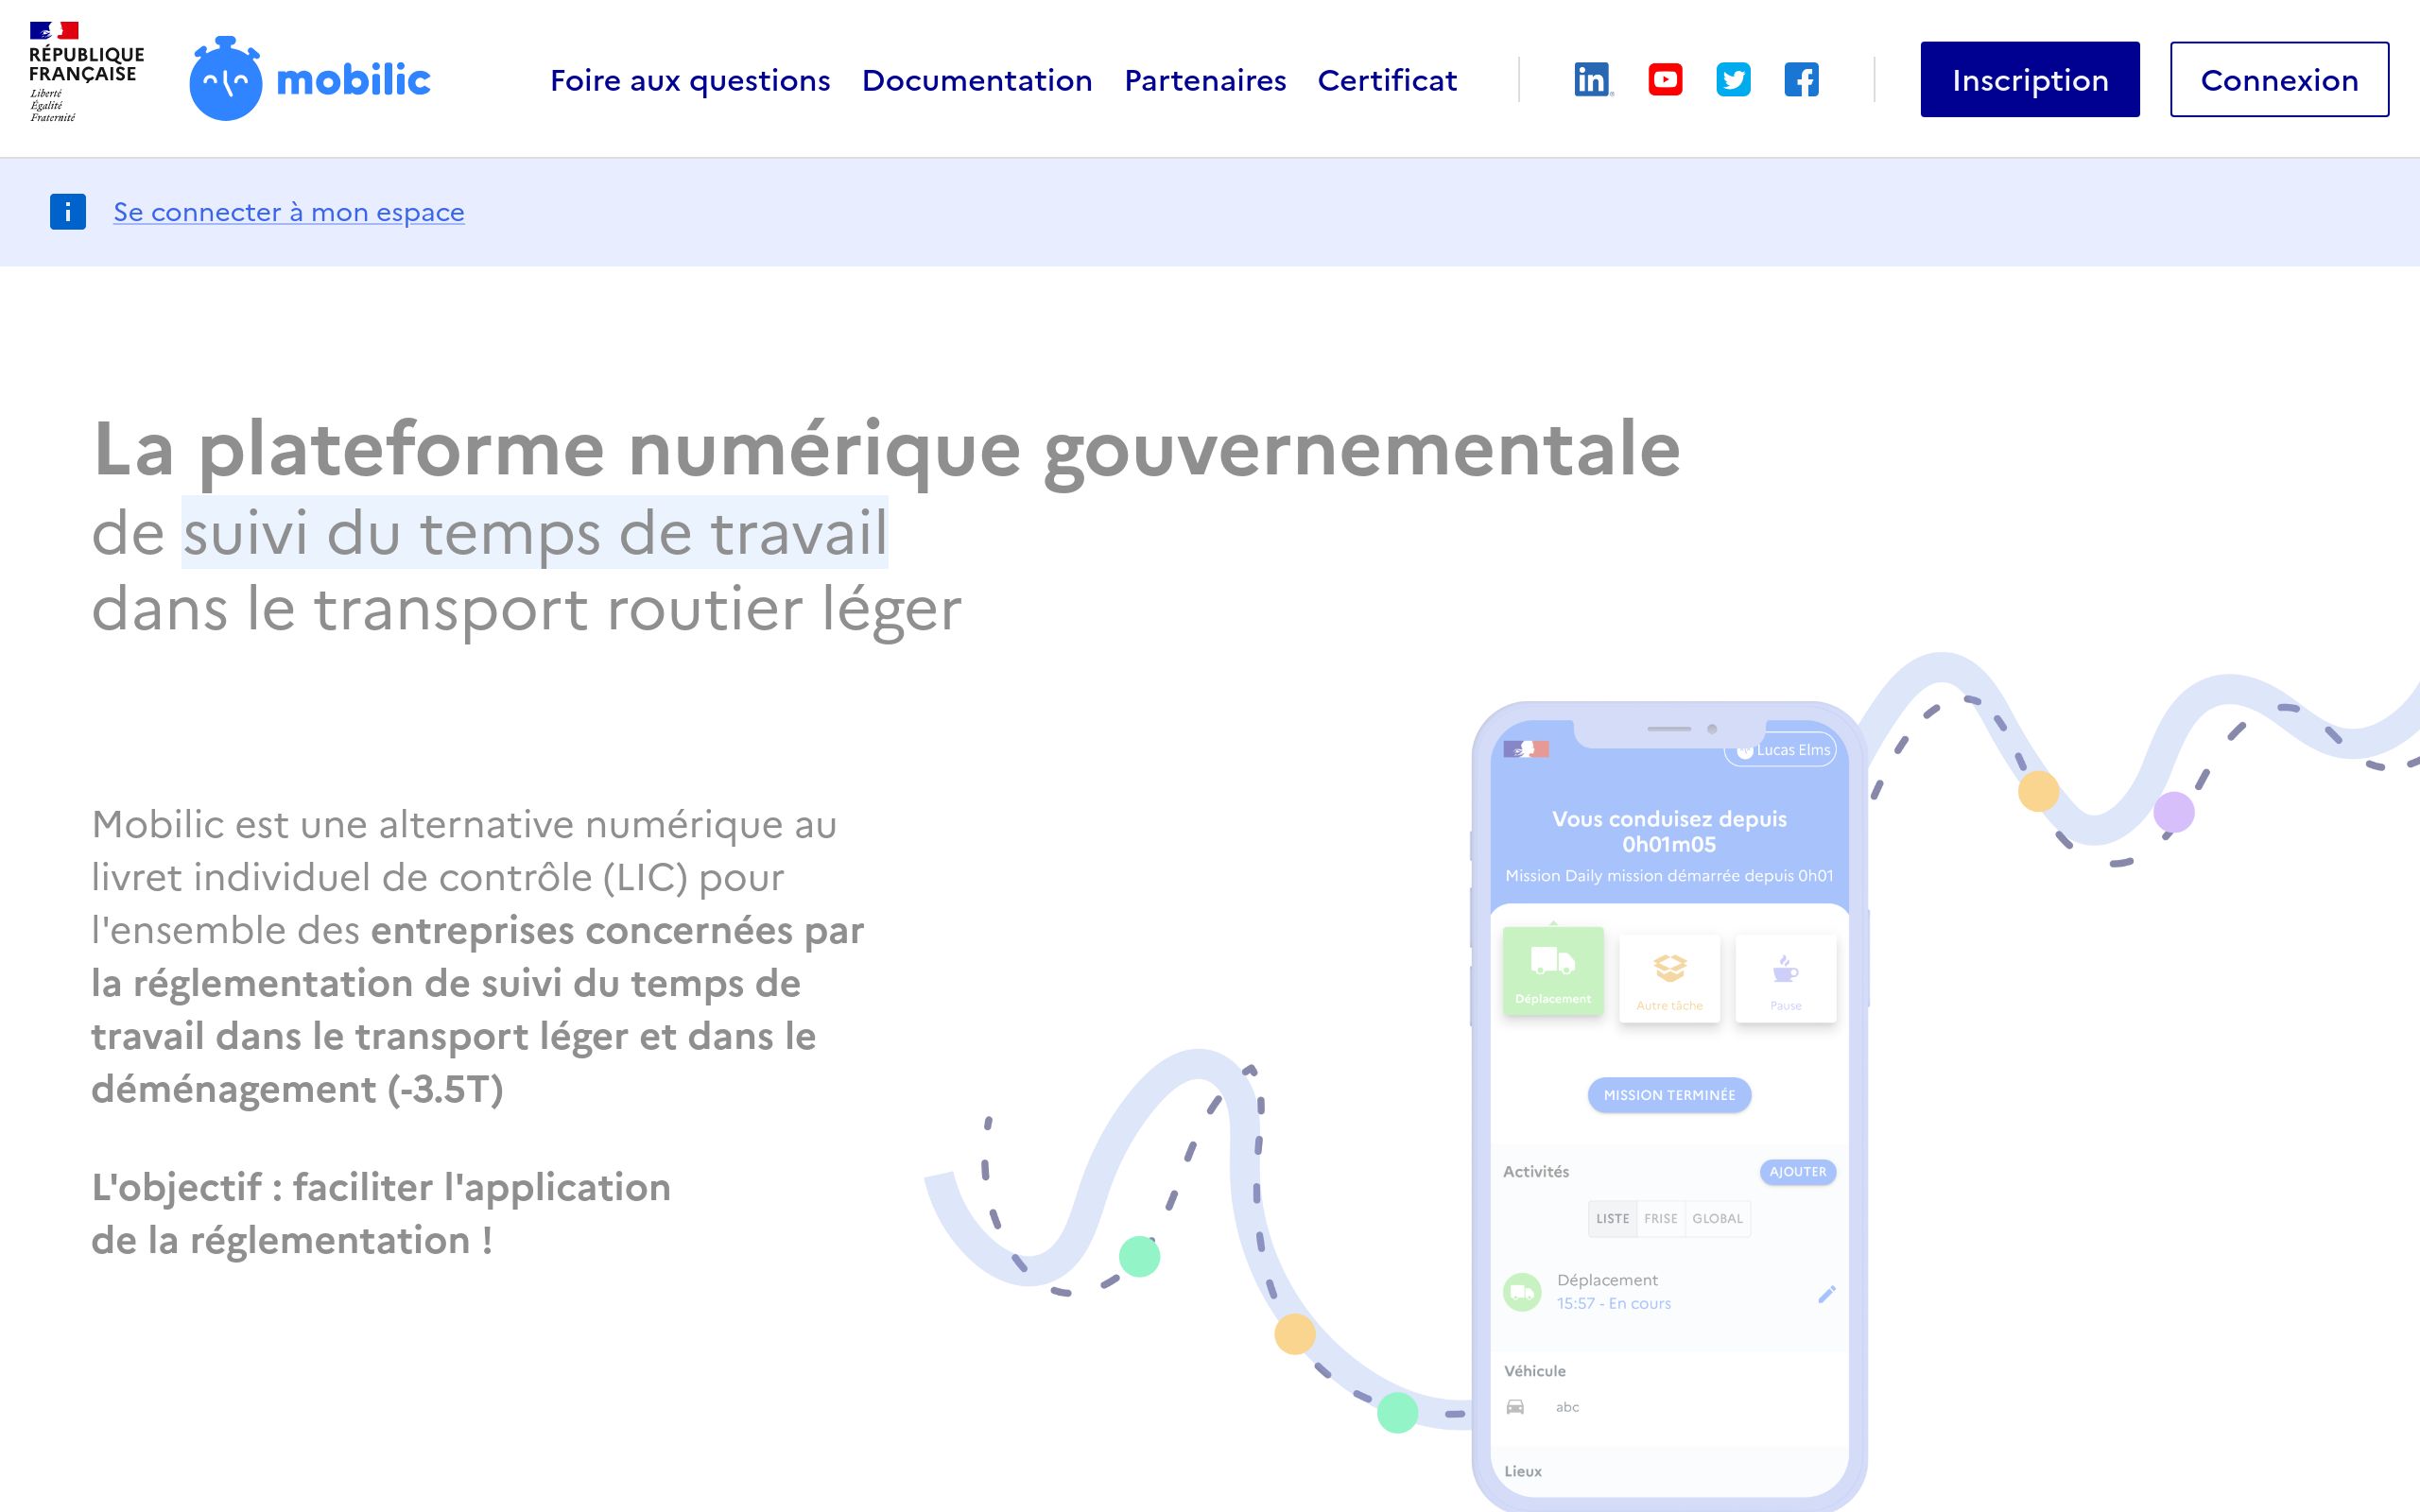 RÉPUBLIQUE
FRANÇAISE
Liberté
Égalité
Fraternité
mobilic
Foire aux questions
Documentation
Partenaires
Certificat
in
Inscription
Connexion
i
Se connecter à mon espace
La plateforme numérique gouvernementale
de suivi du temps de travail
dans le transport routier léger
Mobilic est une alternative numérique au
livret individuel de contrôle (LIC) pour
l'ensemble des entreprises concernées par
la réglementation de suivi du temps de
travail dans le transport léger et dans le
déménagement (-3.5T)
L'objectif : faciliter l'application
de la réglementation !
Lucas Elms
Vous conduisez depuis
0h01m05
Mission Daily mission démarrée depuis 0h01
Déplacement
Autre tâche
Pause
MISSION TERMINÉE
Activités
AJOUTER
LISTE
FRISE
GLOBAL
Déplacement
15:57 - En cours
Véhicule
abc
Lieux